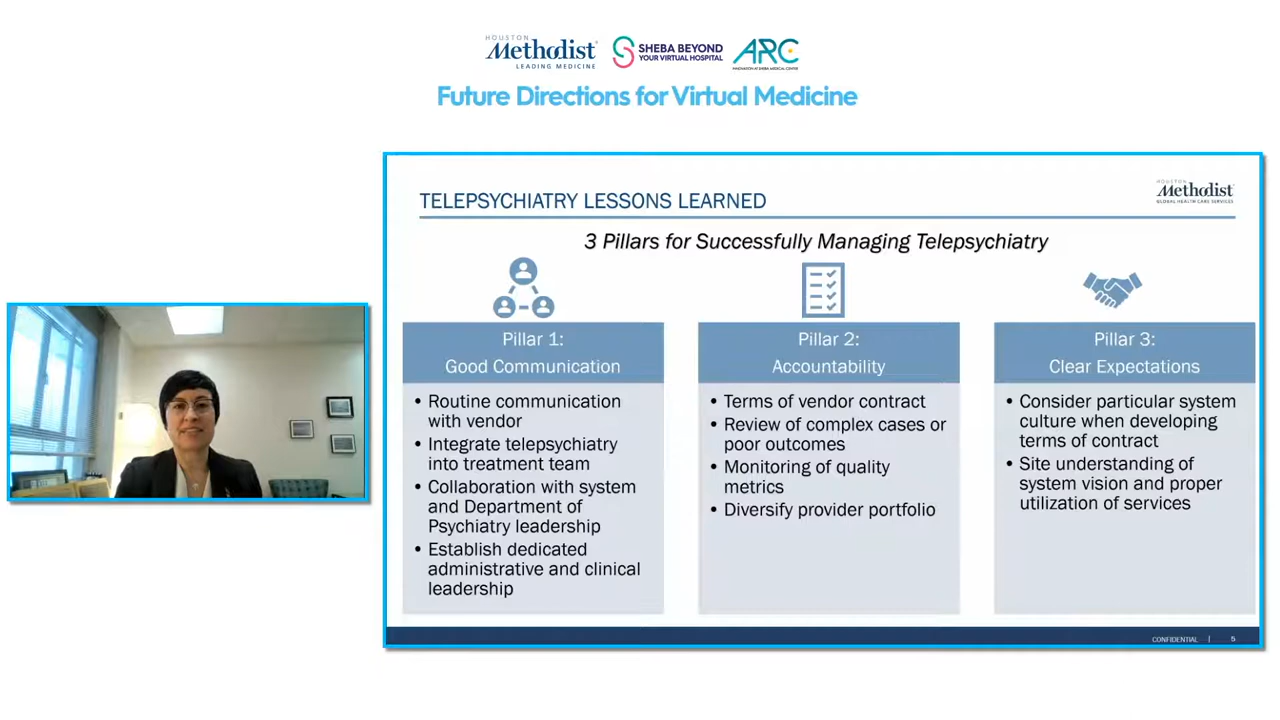 HOUSTON
Methodist
LEADING MEDICINE
SHEBA BEYOND
YOUR VIRTUAL HOSPITAL
ARC
INNOVATION AT SHEBA MEDICAL CENTER
Future Directions for Virtual Medicine
TELEPSYCHIATRY LESSONS LEARNED
HOUSTON
Methodist
GLOBAL HEALTH CARE SERVICES
3 Pillars for Successfully Managing Telepsychiatry
Pillar 1:
Good Communication
• Routine communication
with vendor
• Integrate telepsychiatry
into treatment team
• Collaboration with system
and Department of
Psychiatry leadership
• Establish dedicated
administrative and clinical
leadership
Pillar 2:
Accountability
• Terms of vendor contract
• Review of complex cases or
poor outcomes
• Monitoring of quality
metrics
• Diversify provider portfolio
Pillar 3:
Clear Expectations
• Consider particular system
culture when developing
terms of contract
• Site understanding of
system vision and proper
utilization of services
CONFIDENTIAL | 5